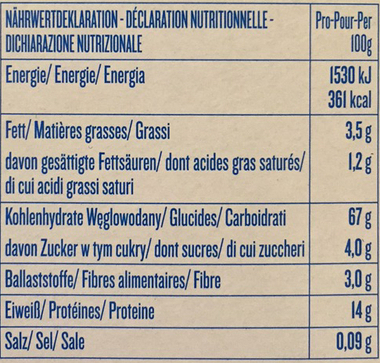 NÄHRWERTDEKLARATION - DÉCLARATION NUTRITIONNELLE - Pro-Pour-Per
DICHIARAZIONE NUTRIZIONALE 100g
Energie/ Energie/ Energia 1530 kJ
361 kcal
Fett/ Matières grasses/ Grassi 3,5 g
davon gesättigte Fettsäuren/ dont acides gras saturés/ 1,2 g
di cui acidi grassi saturi
Kohlenhydrate Węglowodany/ Glucides/ Carboidrati 67 g
davon Zucker w tym cukry/ dont sucres/ di cui zuccheri 4,0 g
Ballaststoffe/ Fibres alimentaires/ Fibre 3,0 g
Eiweiß/ Protéines/ Proteine 14 g
Salz/ Sel/ Sale 0,09 g